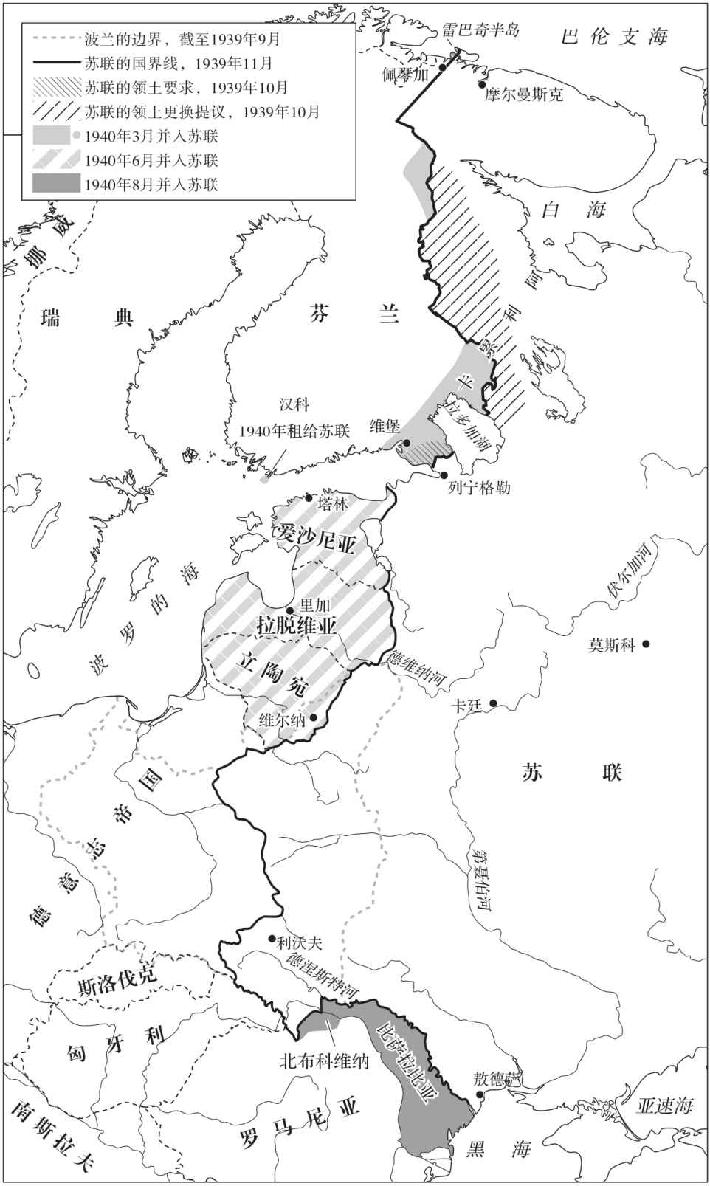 波兰的边界，截至1939年9月
苏联的国界线，1939年11月
苏联的领土要求，1939年10月
苏联的领上更换提议，1939年10月
1940年3月并入苏联
1940年6月并入苏联
1940年8月并入苏联
雷巴奇半岛
巴伦支海
佩琴加
摩尔曼斯克
白海
挪威
瑞典
芬兰
卡累利阿
汉科
1940年租给苏联
维堡
拉多加湖
列宁格勒
塔林
爱沙尼亚
波罗的海
里加
拉脱维亚
伏尔加河
莫斯科
立陶宛
德维纳河
维尔纳
卡廷
苏联
德意志帝国
第聂伯河
利沃夫
斯洛伐克
德涅斯特河
匈牙利
北布科维纳
比萨拉比亚
敖德萨
亚速海
罗马尼亚
南斯拉夫
黑海